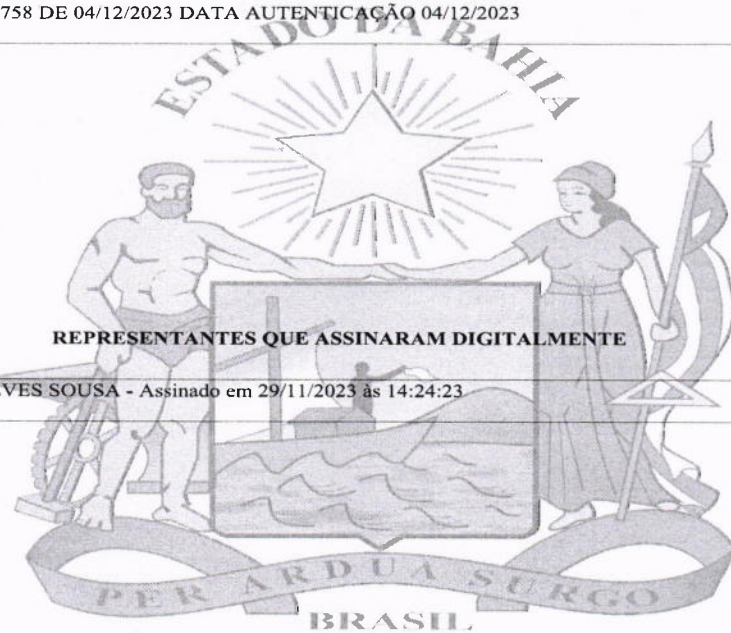 758 DE 04/12/2023 DATA AUTENTICAÇÃO 04/12/2023
ESTADO DA BAHIA
REPRESENTANTES QUE ASSINARAM DIGITALMENTE
VES SOUSA - Assinado em 29/11/2023 às 14:24:23
PER ARDUA SURGO
BRASIL